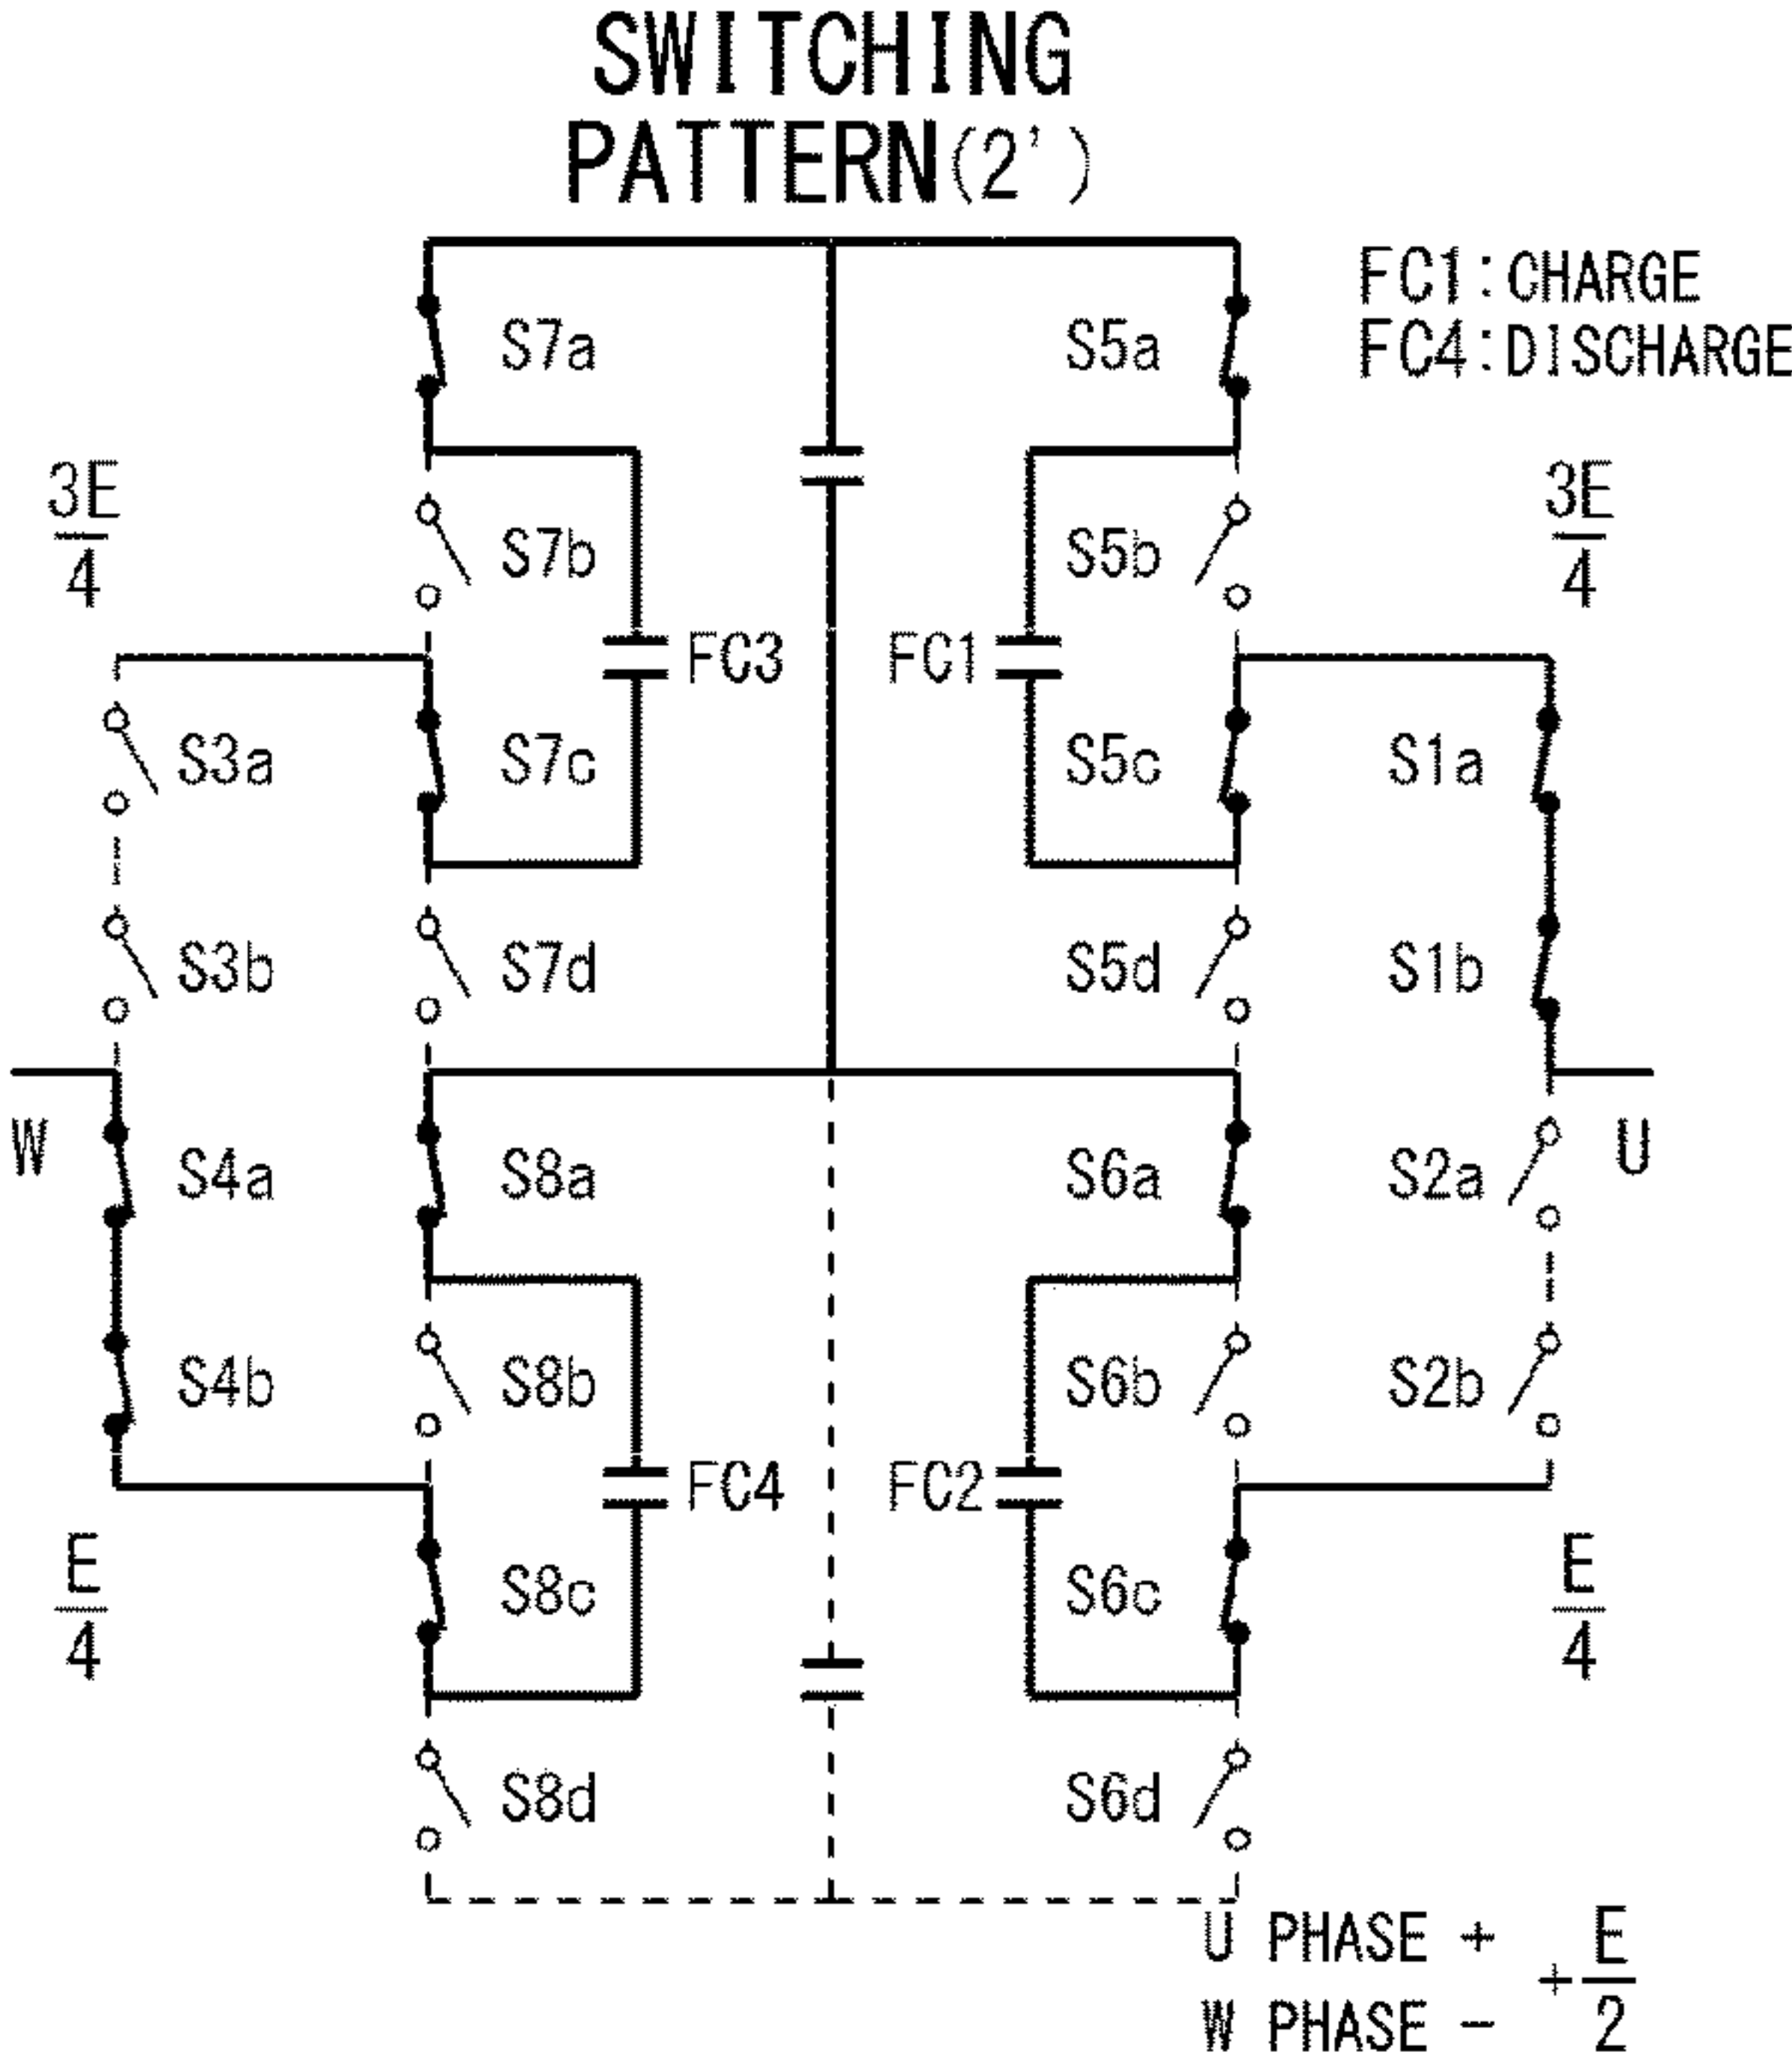 SWITCHING
PATTERN(2')
FC1:CHARGE
FC4:DISCHARGE
S7a
S5a
3E
4
3E
4
S7b
S5b
FC3
FC1
S3a
S7c
S5c
S1a
S3b
S7d
S5d
S1b
W
S4a
S8a
S6a
S2a
U
S4b
S8b
S6b
S2b
FC4
FC2
E
4
E
4
S8c
S6c
S8d
S6d
U PHASE +
W PHASE -
+E
2